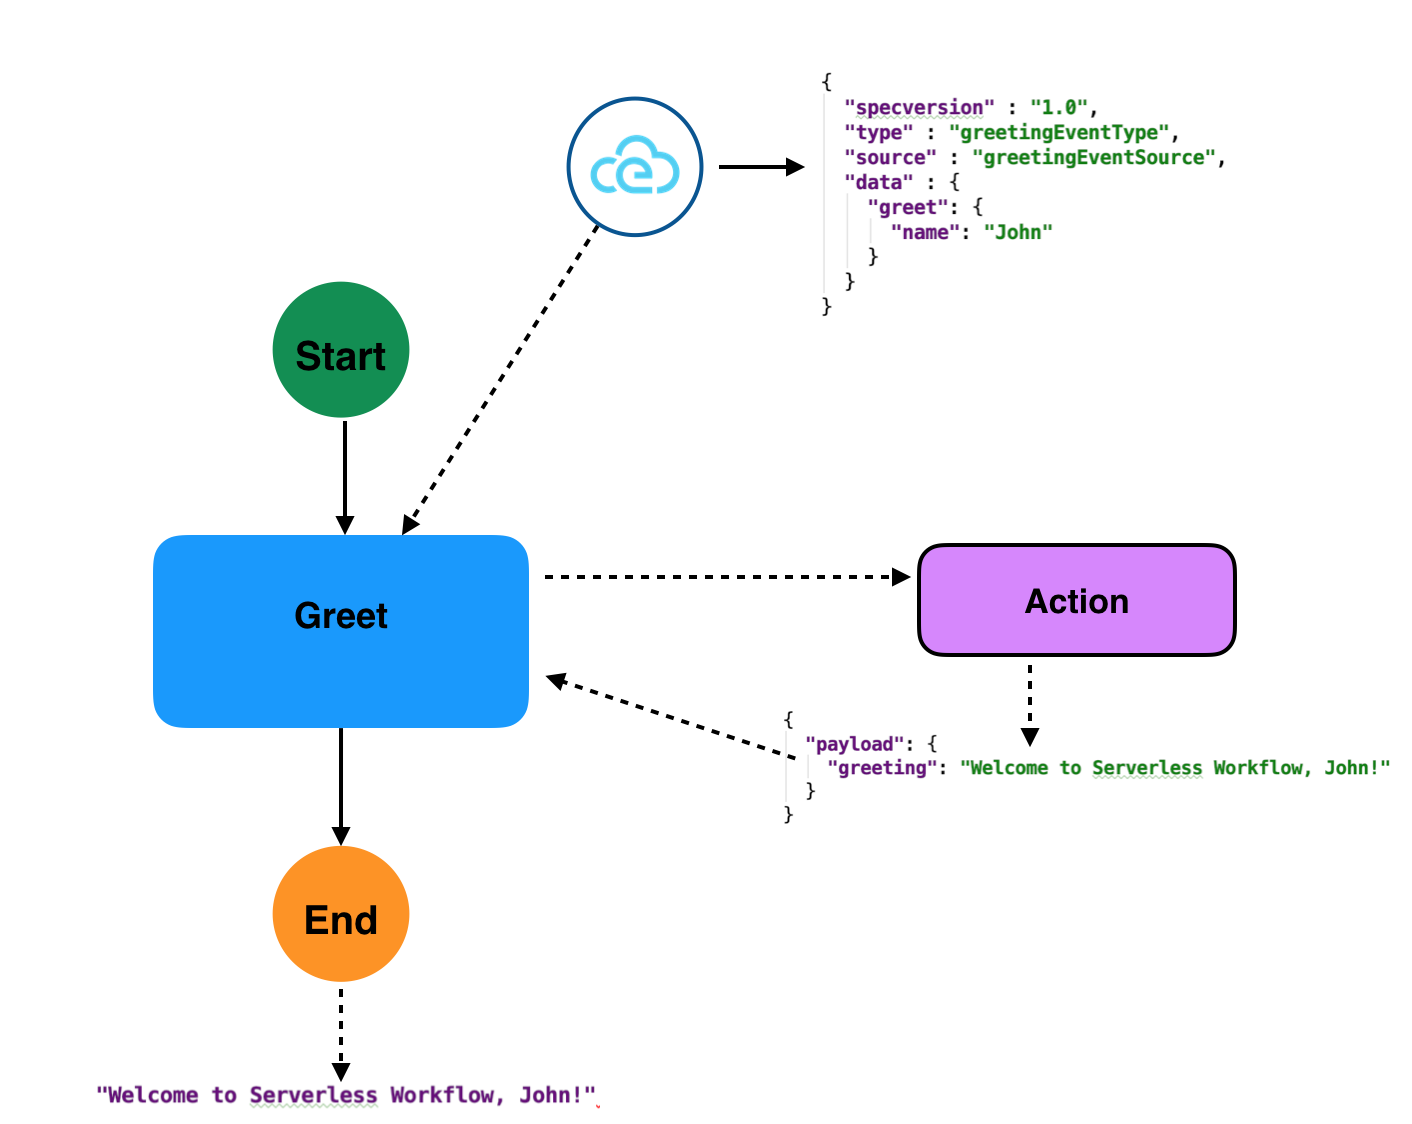 {
"specversion" : "1.0",
"type" : "greetingEventType",
"source" : "greetingEventSource",
"data" : {
"greet": {
"name": "John"
}
}
}
Start
Greet
Action
{
"payload": {
"greeting": "Welcome to Serverless Workflow, John!"
}
}
End
"Welcome to Serverless Workflow, John!"